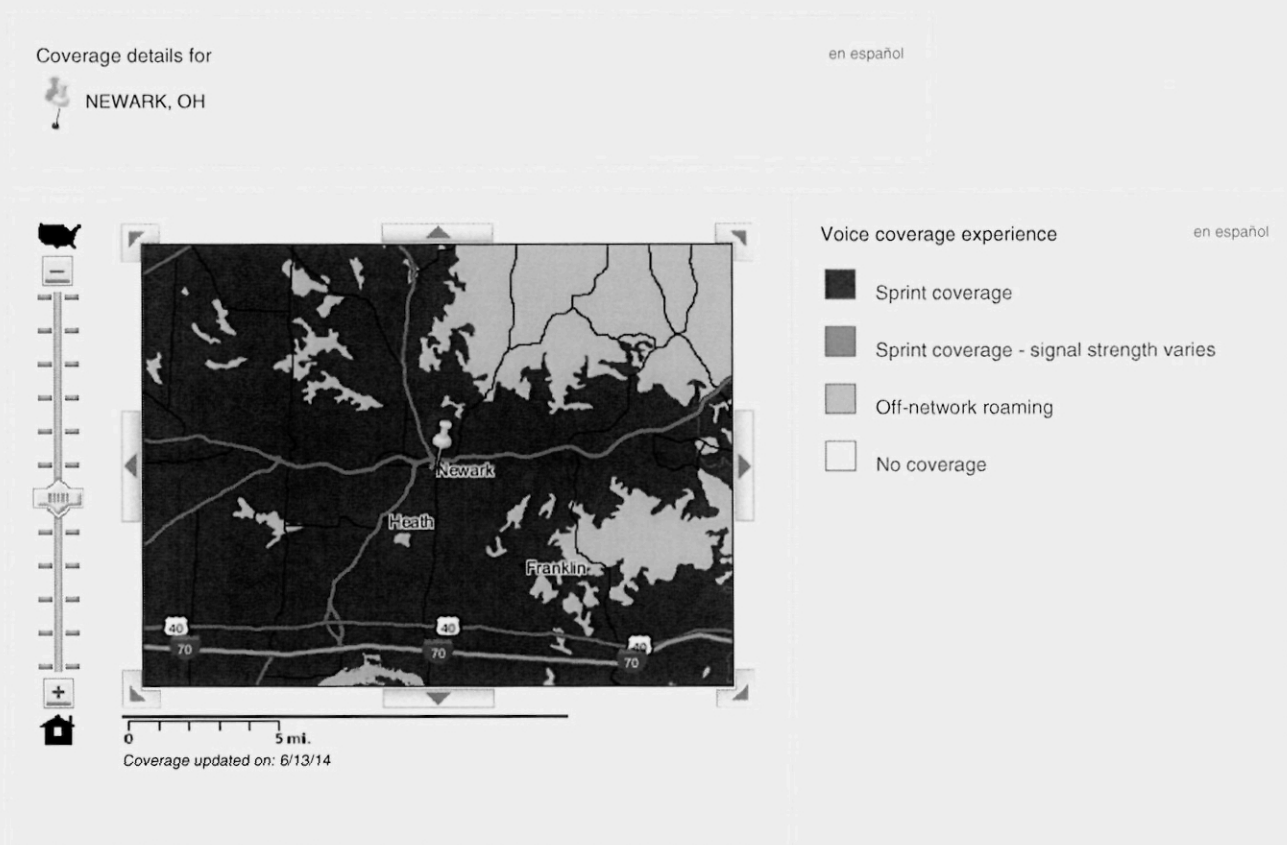 Coverage details for
en español
NEWARK, OH
Voice coverage experience
en español
Sprint coverage
Sprint coverage - signal strength varies
Off-network roaming
No coverage
Newark
Heath
Franklin
40
40
40
70
70
70
0
5 mi.
Coverage updated on: 6/13/14